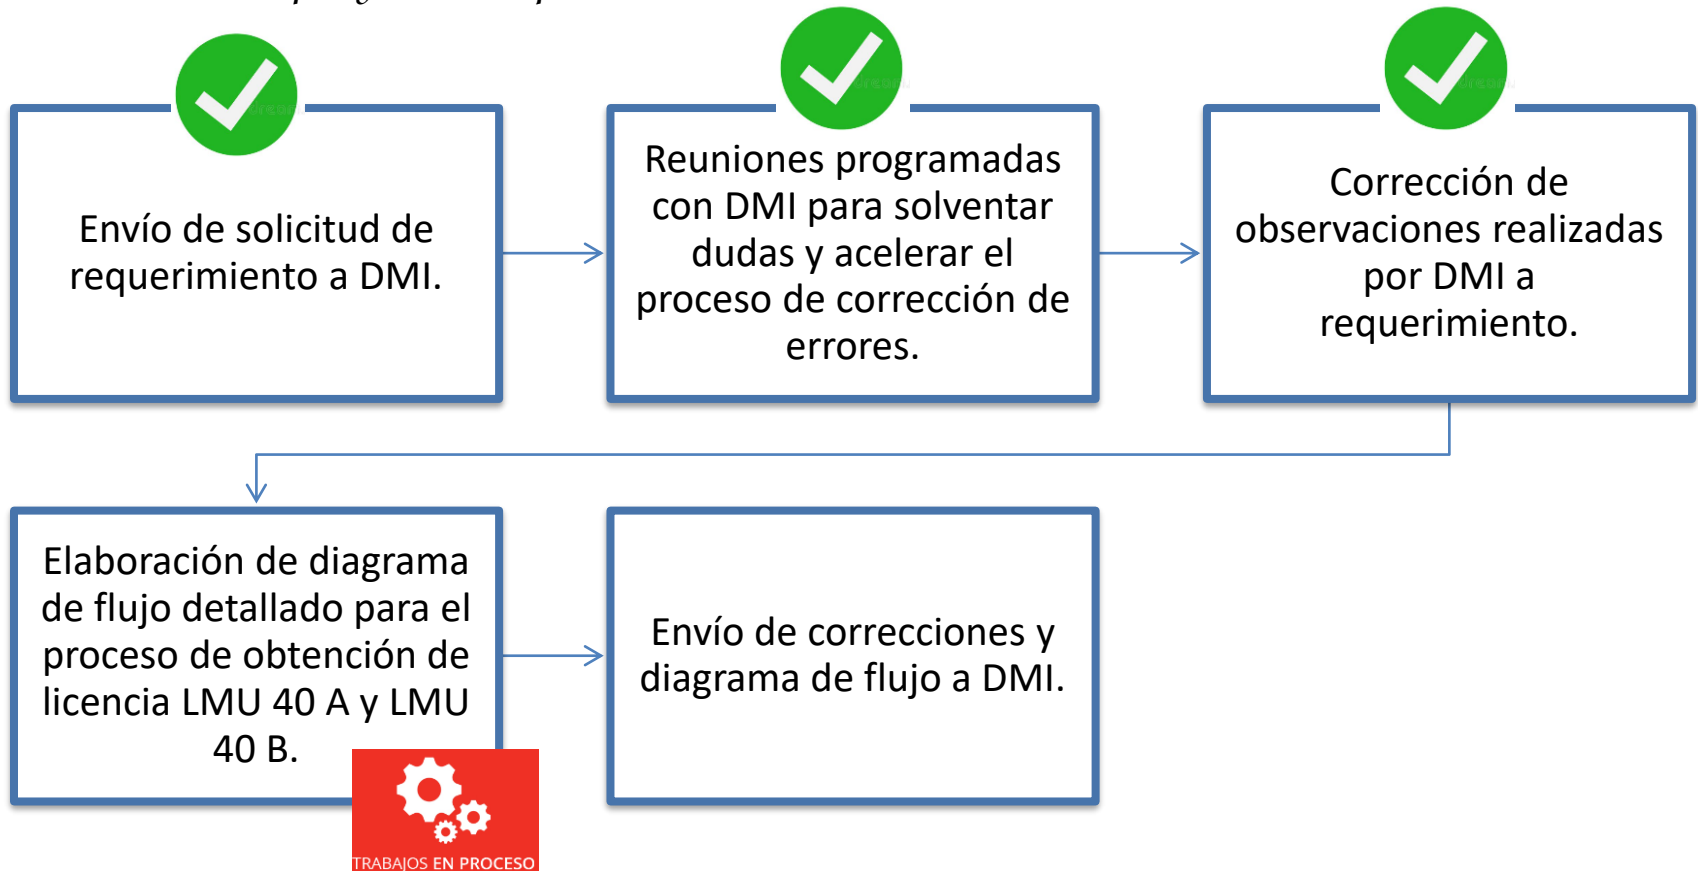 Envío de solicitud de
requerimiento a DMI.
Reuniones programadas
con DMI para solventar
dudas y acelerar el
proceso de corrección de
errores.
Corrección de
observaciones realizadas
por DMI a
requerimiento.
Elaboración de diagrama
de flujo detallado para el
proceso de obtención de
licencia LMU 40 A y LMU
40 B.
TRABAJOS EN PROCESO
Envío de correcciones y
diagrama de flujo a DMI.